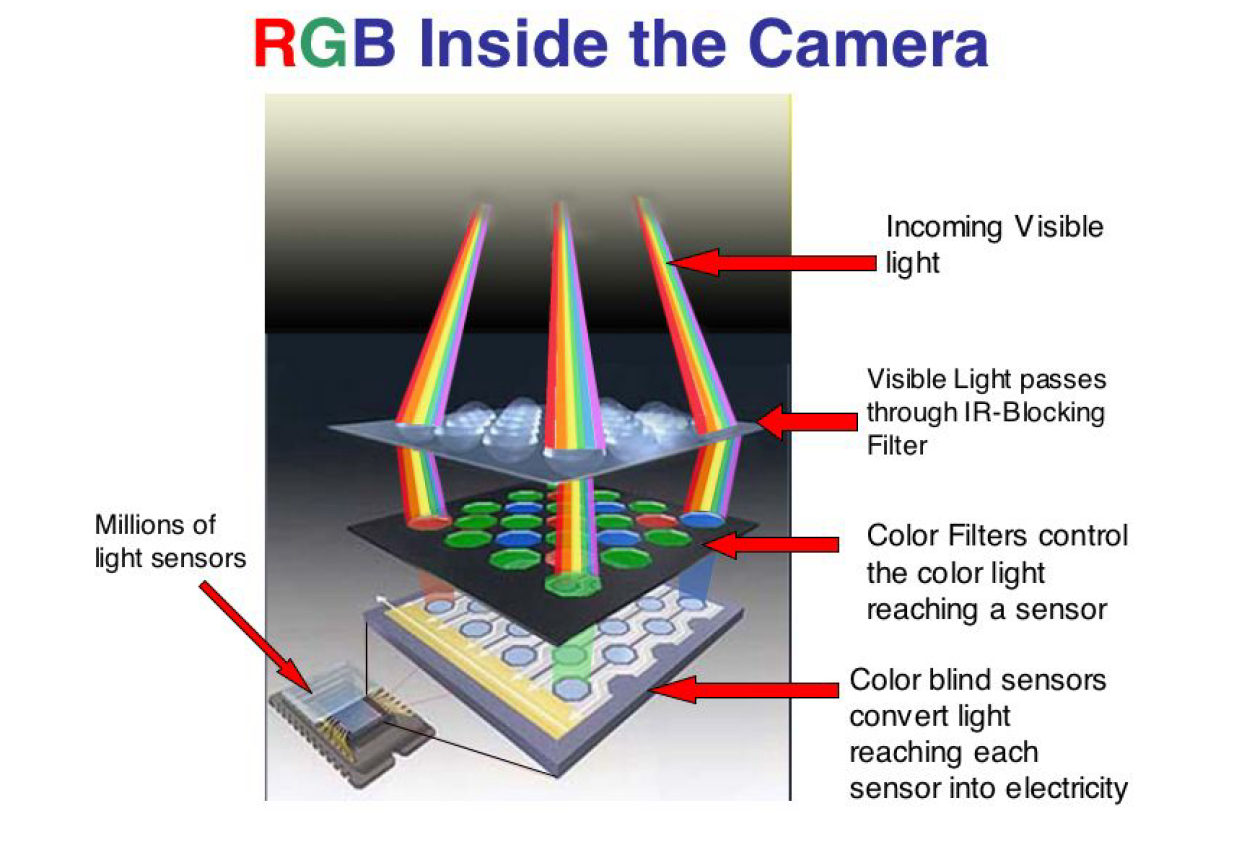 RGB Inside the Camera
Incoming Visible
light
Visible Light passes
through IR-Blocking
Filter
Millions of
light sensors
Color Filters control
the color light
reaching a sensor
Color blind sensors
convert light
reaching each
sensor into electricity